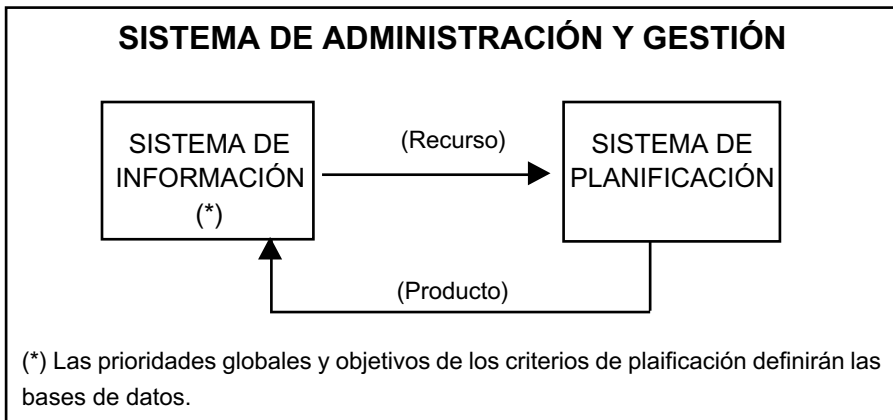 SISTEMA DE ADMINISTRACIÓN Y GESTIÓN
SISTEMA DE
INFORMACIÓN
(*)
(Recurso)
SISTEMA DE
PLANIFICACIÓN
(Producto)
(*) Las prioridades globales y objetivos de los criterios de plaificación definirán las
bases de datos.